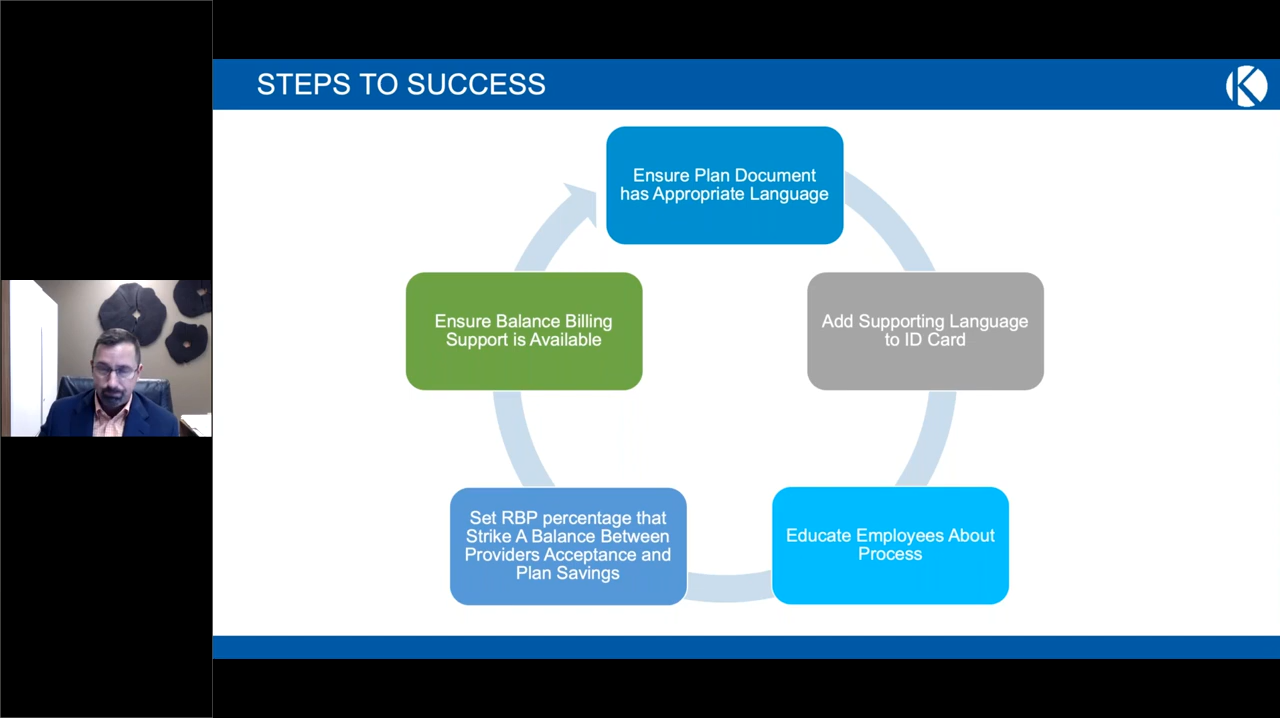 STEPS TO SUCCESS
K
Ensure Plan Document
has Appropriate Language
Add Supporting Language
to ID Card
Educate Employees About
Process
Set RBP percentage that
Strike A Balance Between
Providers Acceptance and
Plan Savings
Ensure Balance Billing
Support is Available